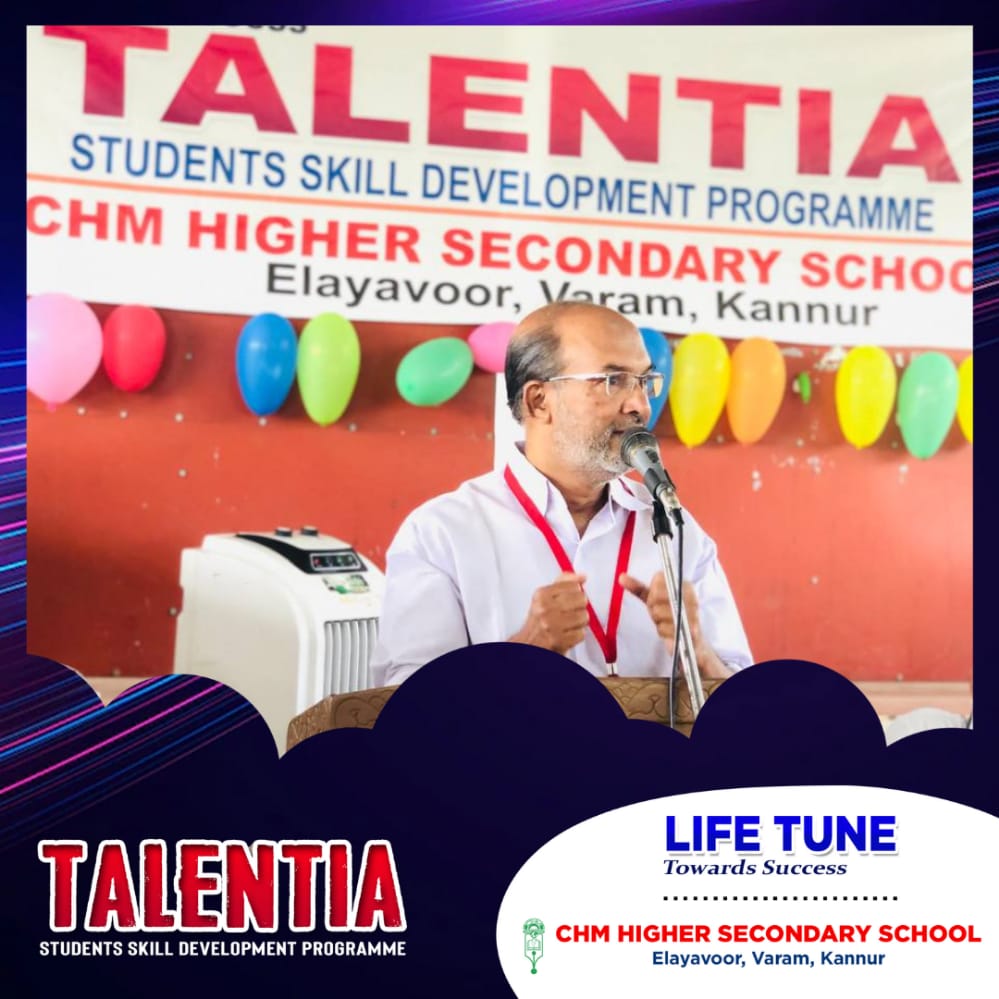 TALENTIA
STUDENTS SKILL DEVELOPMENT PROGRAMME
CHM HIGHER SECONDARY
Elayavoor, Varam, Kannur
TALENTIA
STUDENTS SKILL DEVELOPMENT PROGRAMME
LIFE TUNE
Towards Success
CHM HIGHER SECONDARY SCHOOL
Elayavoor, Varam, Kannur